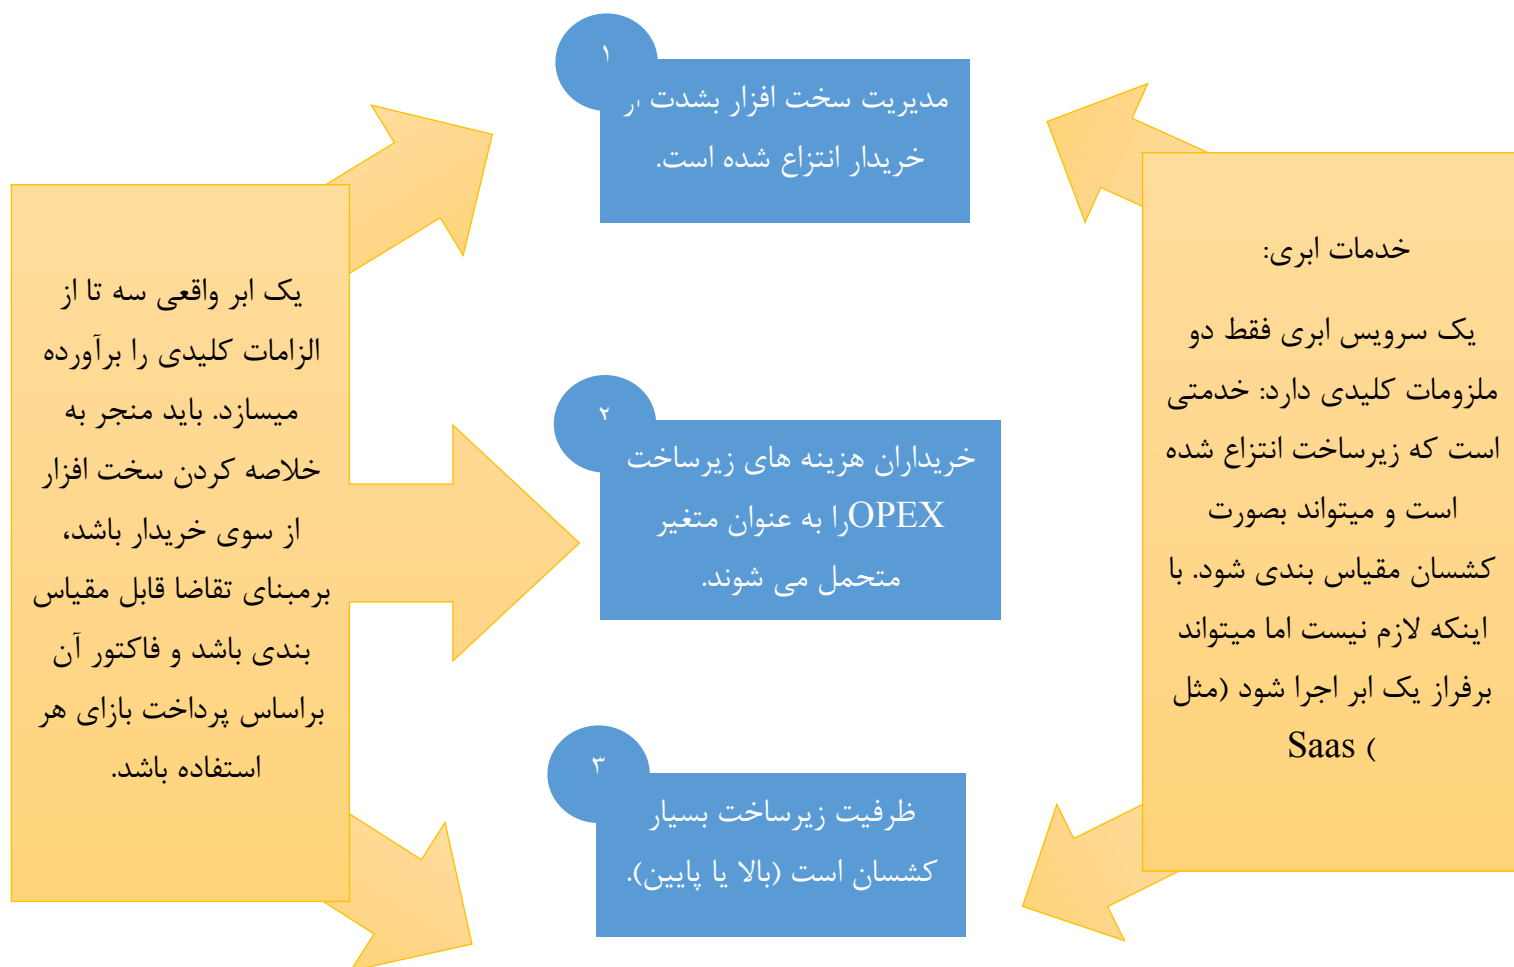 خدمات ابری:
یک سرویس ابری فقط دو
ملزومات کلیدی دارد: خدمتی
است که زیرساخت انتزاع شده
است و میتواند بصورت
کشسان مقیاس بندی شود. با
اینکه لازم نیست اما میتواند
برفراز یک ابر اجرا شود (مثل
Saas )
۱
مدیریت سخت افزار بشدت از
خریدار انتزاع شده است.
۲
خریداران هزینه های زیرساخت
OPEXرا به عنوان متغیر
متحمل می شوند.
۳
ظرفیت زیرساخت بسیار
کشسان است (بالا یا پایین).
یک ابر واقعی سه تا از
الزامات کلیدی را برآورده
میسازد. باید منجر به
خلاصه کردن سخت افزار
از سوی خریدار باشد،
برمبنای تقاضا قابل مقیاس
بندی باشد و فاکتور آن
براساس پرداخت بازای هر
استفاده باشد.